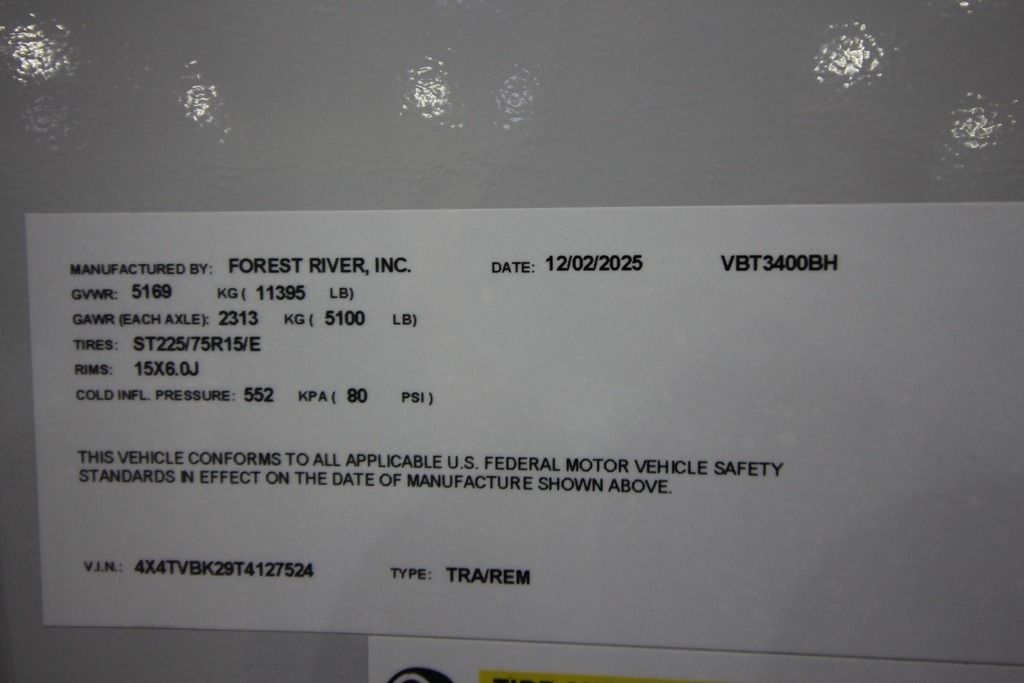 MANUFACTURED BY: FOREST RIVER, INC. DATE: 12/02/2025 VBT3400BH
GVWR: 5169 KG ( 11395 LB)
GAWR (EACH AXLE): 2313 KG ( 5100 LB)
TIRES: ST225/75R15/E
RIMS: 15X6.0J
COLD INFL. PRESSURE: 552 KPA ( 80 PSI )
THIS VEHICLE CONFORMS TO ALL APPLICABLE U.S. FEDERAL MOTOR VEHICLE SAFETY
STANDARDS IN EFFECT ON THE DATE OF MANUFACTURE SHOWN ABOVE.
V.I.N.: 4X4TVBK29T4127524 TYPE: TRA/REM